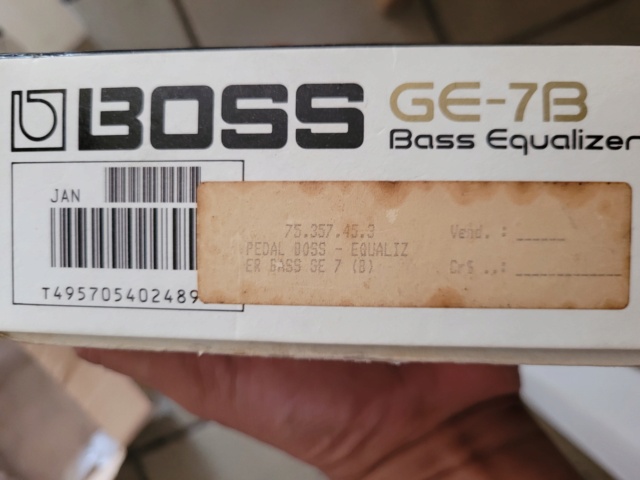 BOSS GE-7B
Bass Equalizer
JAN
T495705402489
75.357.45.3 Vend. :
PEDAL BOSS - EQUALIZ
ER BASS GE 7 (B) Cr$ .,: